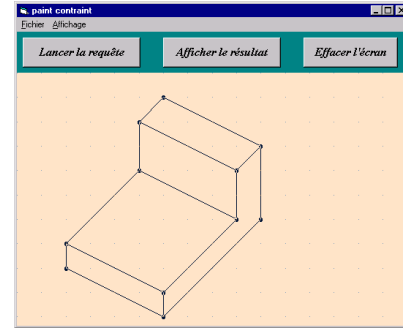 paint contraint
Fichier Affichage
Lancer la requête Afficher le résultat Effacer l'écran